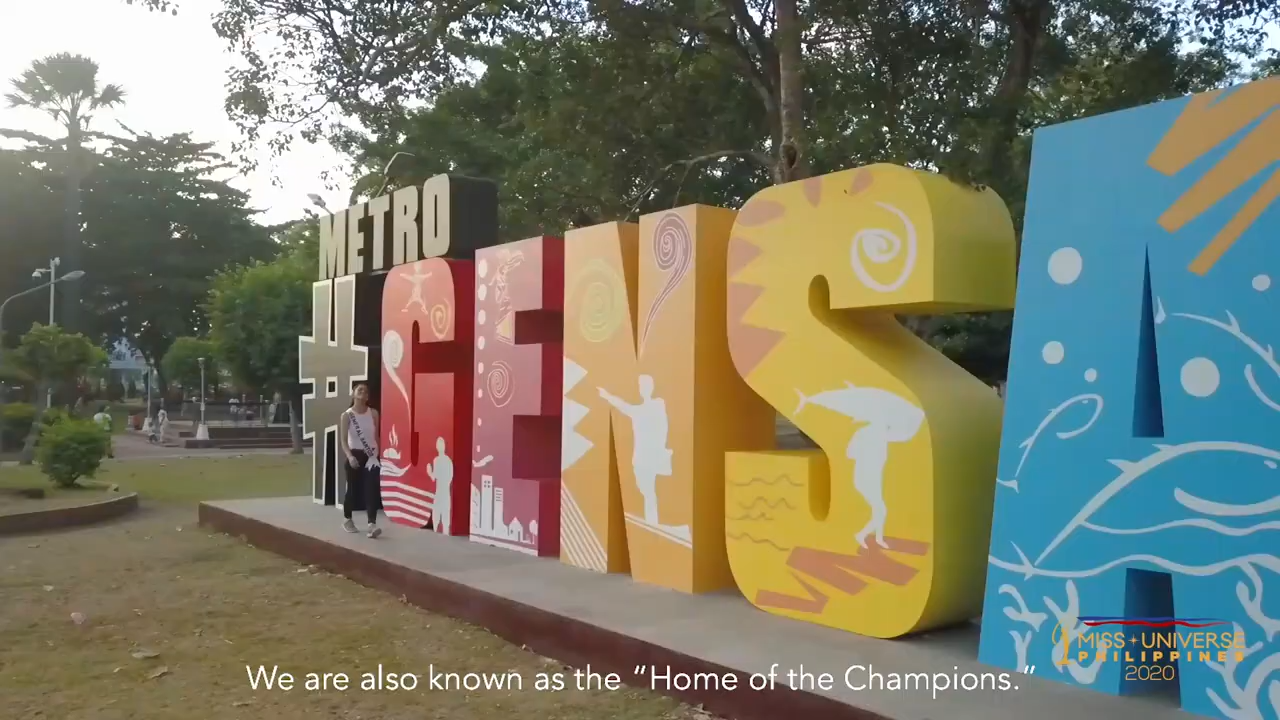 METRO
#GENSA
We are also known as the “Home of the Champions.”
MISS UNIVERSE
PHILIPPINES
2020